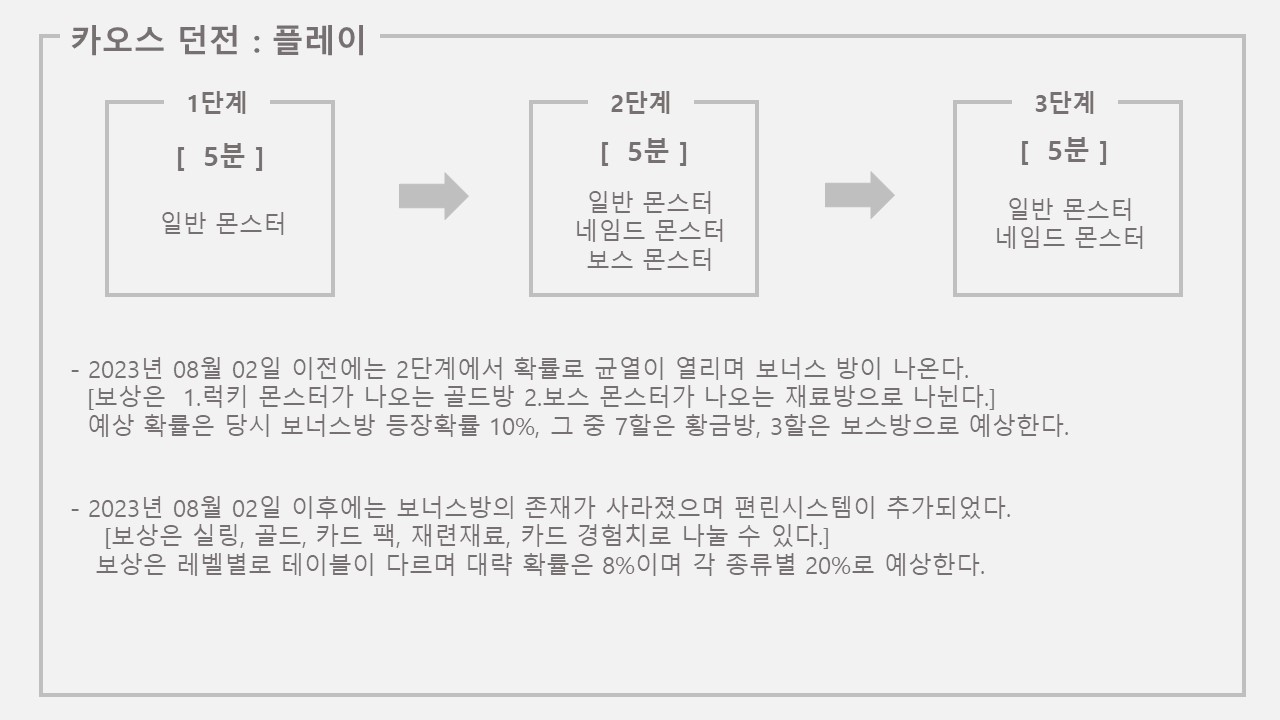 카오스 던전 : 플레이
1단계
[ 5분 ]
일반 몬스터
2단계
[ 5분 ]
일반 몬스터
네임드 몬스터
보스 몬스터
3단계
[ 5분 ]
일반 몬스터
네임드 몬스터
- 2023년 08월 02일 이전에는 2단계에서 확률로 균열이 열리며 보너스 방이 나온다.
[보상은 1.럭키 몬스터가 나오는 골드방 2.보스 몬스터가 나오는 재료방으로 나뉜다.]
예상 확률은 당시 보너스방 등장확률 10%, 그 중 7할은 황금방, 3할은 보스방으로 예상한다.
- 2023년 08월 02일 이후에는 보너스방의 존재가 사라졌으며 편린시스템이 추가되었다.
[보상은 실링, 골드, 카드 팩, 재련재료, 카드 경험치로 나눌 수 있다.]
보상은 레벨별로 테이블이 다르며 대략 확률은 8%이며 각 종류별 20%로 예상한다.